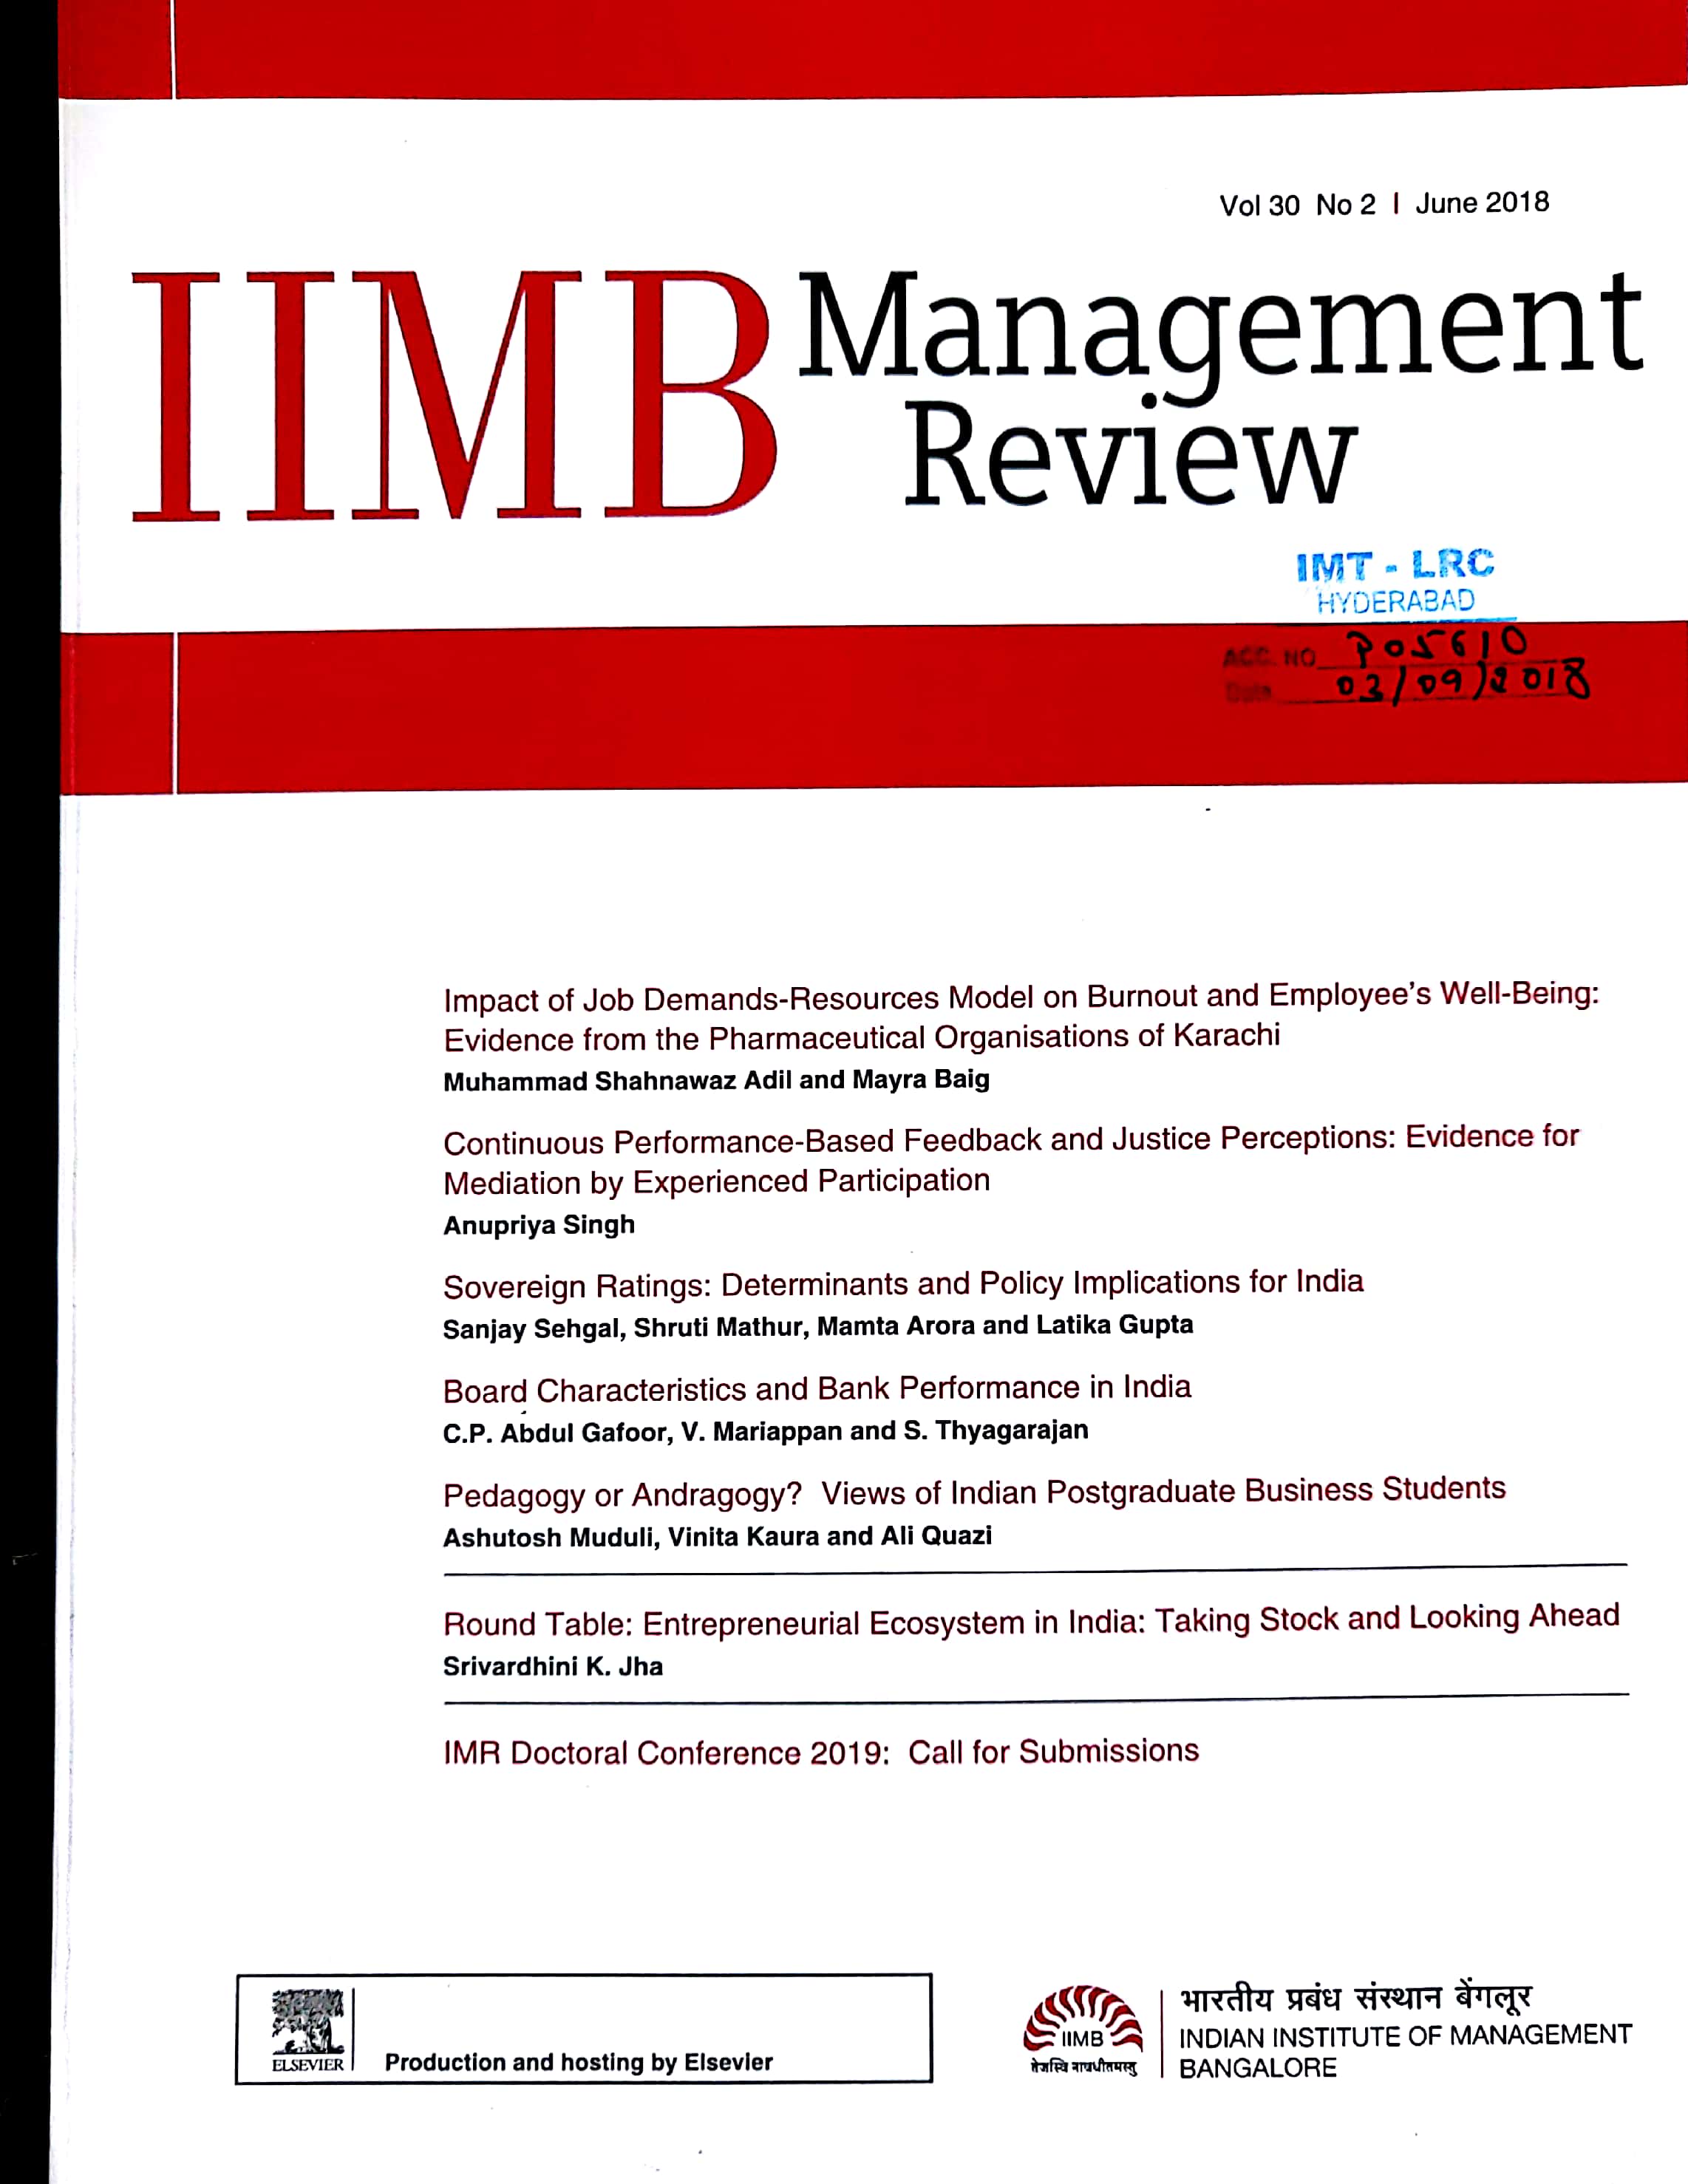 Vol 30 No 2 | June 2018
IIMB Management
Review
IMT - LRC
HYDERABAD
ACC. NO P05610
Date 03/09/2018
Impact of Job Demands-Resources Model on Burnout and Employee's Well-Being:
Evidence from the Pharmaceutical Organisations of Karachi
Muhammad Shahnawaz Adil and Mayra Baig
Continuous Performance-Based Feedback and Justice Perceptions: Evidence for
Mediation by Experienced Participation
Anupriya Singh
Sovereign Ratings: Determinants and Policy Implications for India
Sanjay Sehgal, Shruti Mathur, Mamta Arora and Latika Gupta
Board Characteristics and Bank Performance in India
C.P. Abdul Gafoor, V. Mariappan and S. Thyagarajan
Pedagogy or Andragogy? Views of Indian Postgraduate Business Students
Ashutosh Muduli, Vinita Kaura and Ali Quazi
Round Table: Entrepreneurial Ecosystem in India: Taking Stock and Looking Ahead
Srivardhini K. Jha
IMR Doctoral Conference 2019: Call for Submissions
ELSEVIER
Production and hosting by Elsevier
IIMB
तेजस्वि नावधीतमस्तु
भारतीय प्रबंध संस्थान बेंगलूर
INDIAN INSTITUTE OF MANAGEMENT
BANGALORE